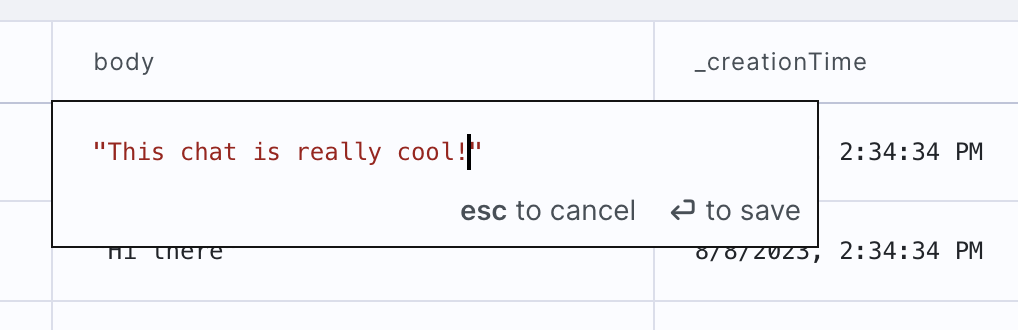 body _creationTime
"This chat is really cool!" 2:34:34 PM
esc to cancel ↵ to save
Hi there 8/8/2023, 2:34:34 PM